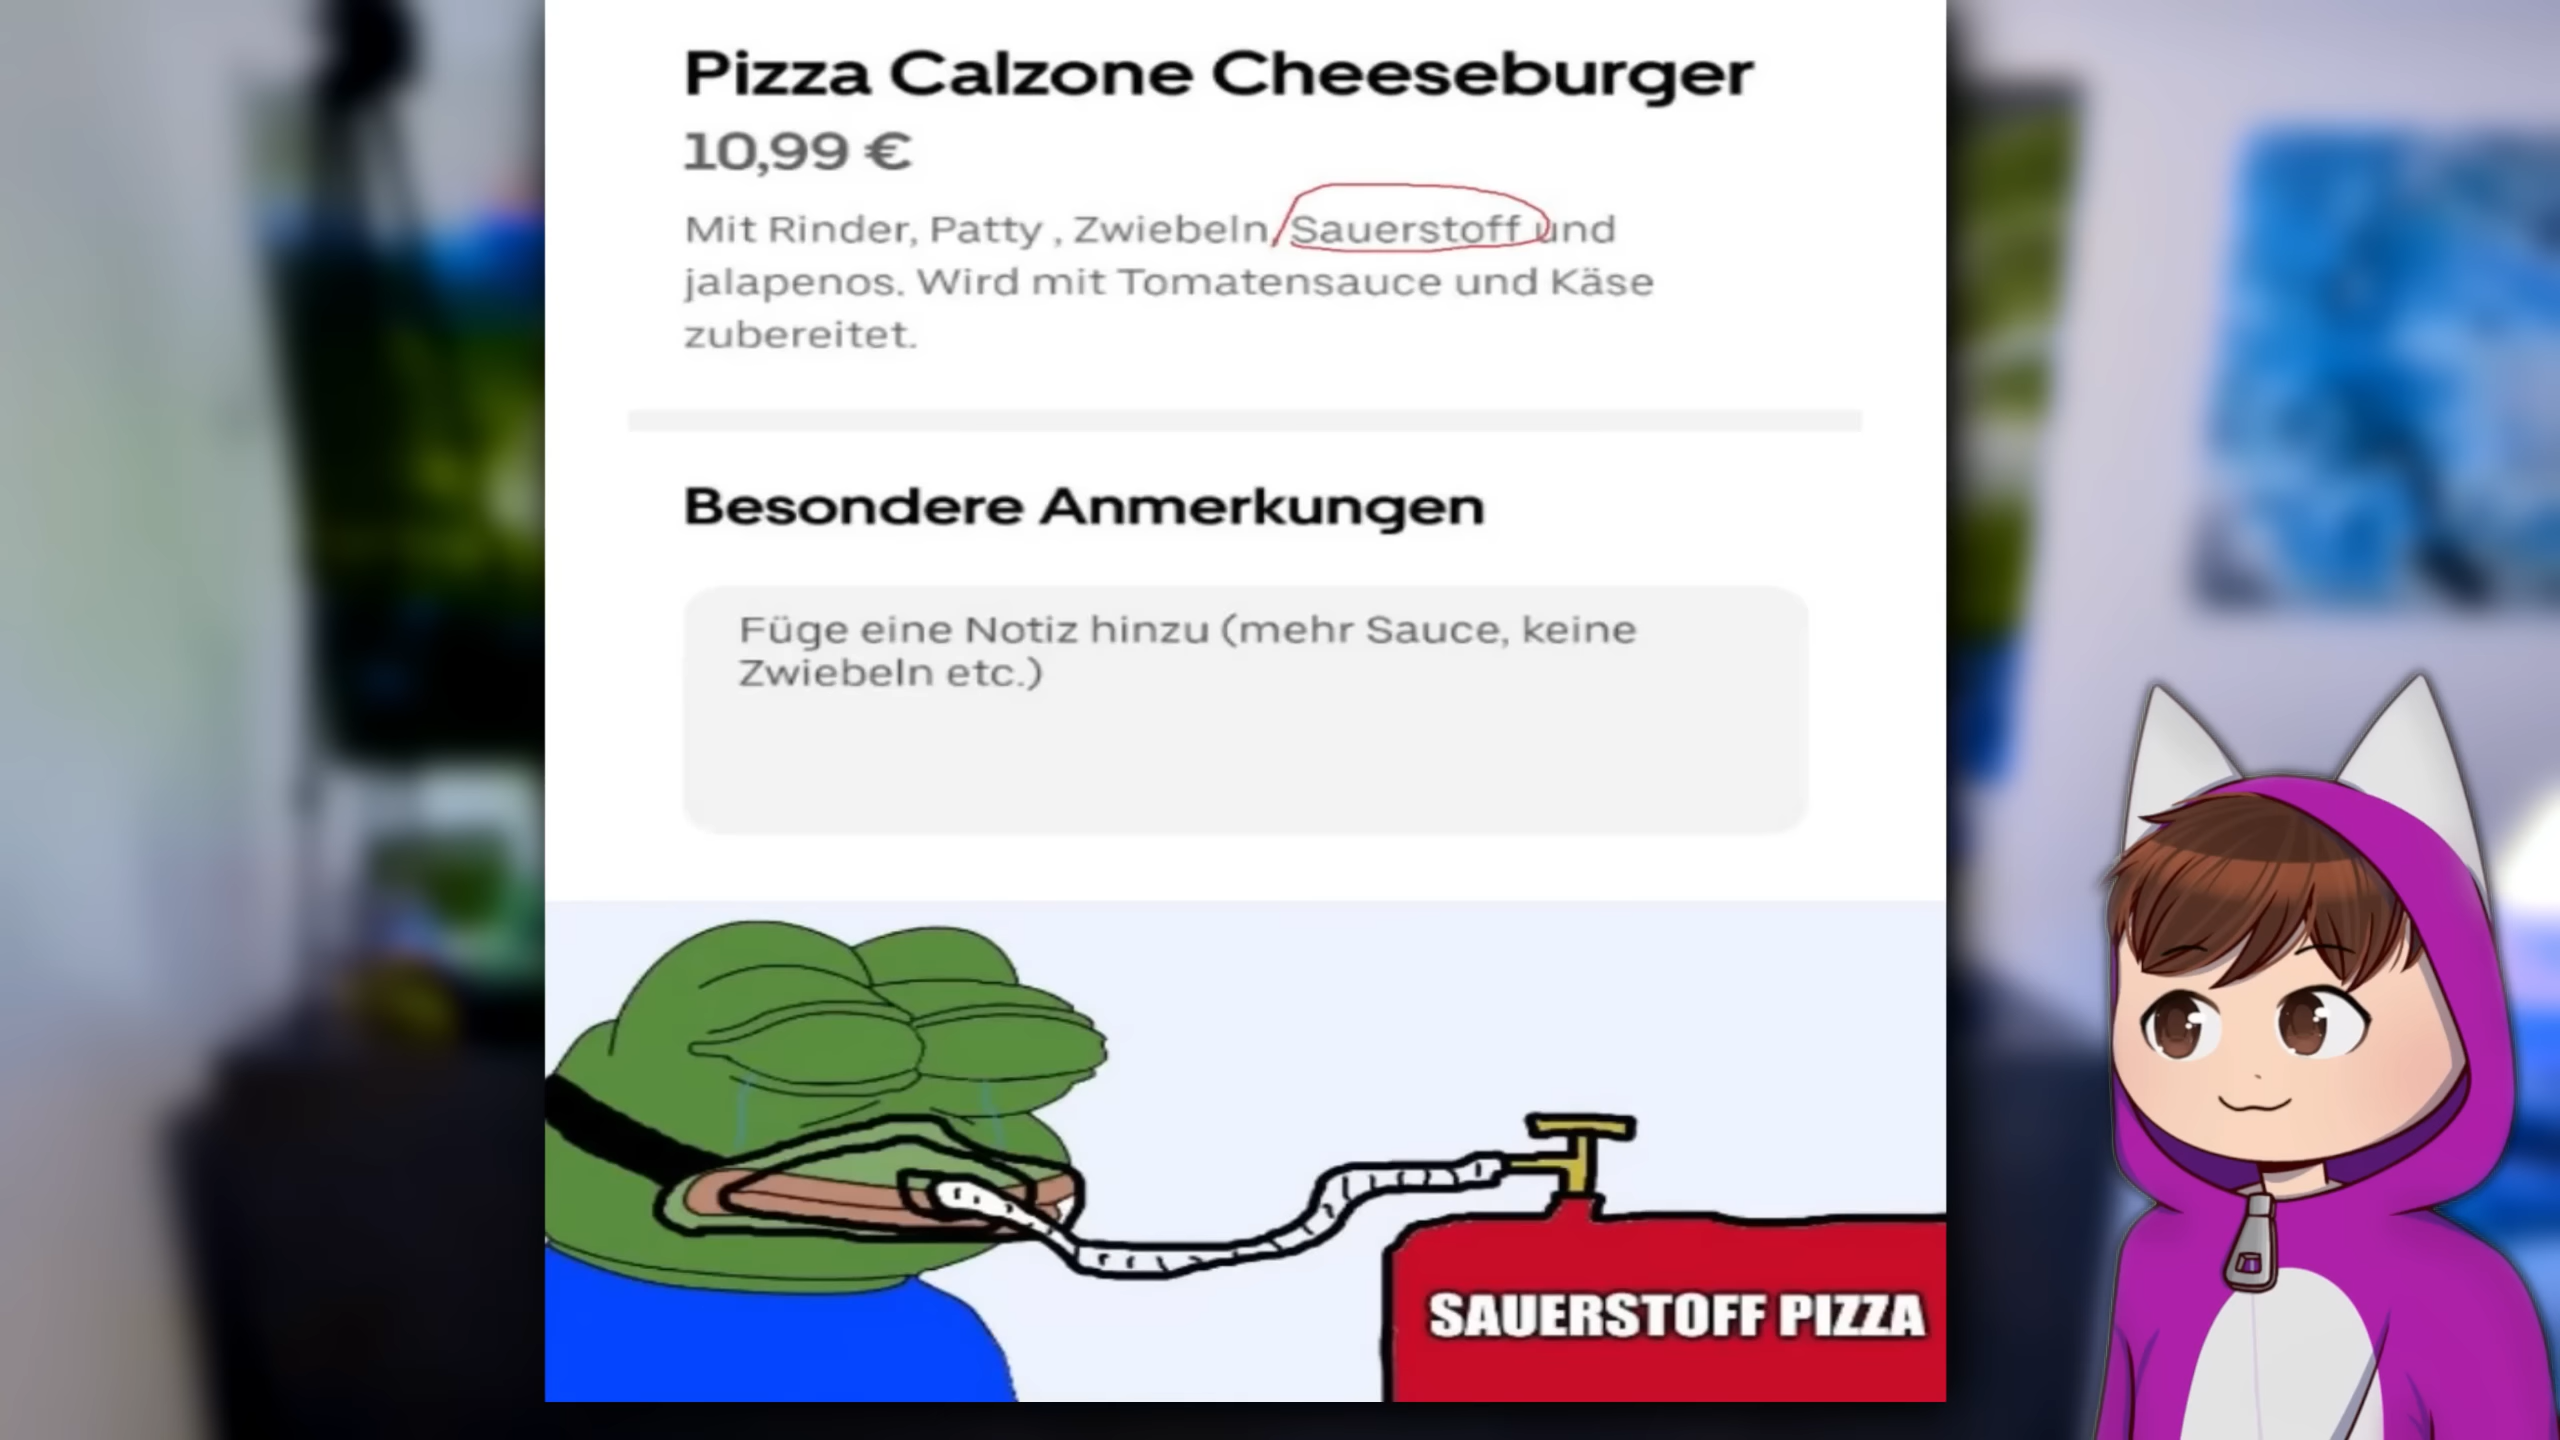 Pizza Calzone Cheeseburger
10,99 €
Mit Rinder, Patty , Zwiebeln, Sauerstoff und
jalapenos. Wird mit Tomatensauce und Käse
zubereitet.
Besondere Anmerkungen
Füge eine Notiz hinzu (mehr Sauce, keine
Zwiebeln etc.)
SAUERSTOFF PIZZA